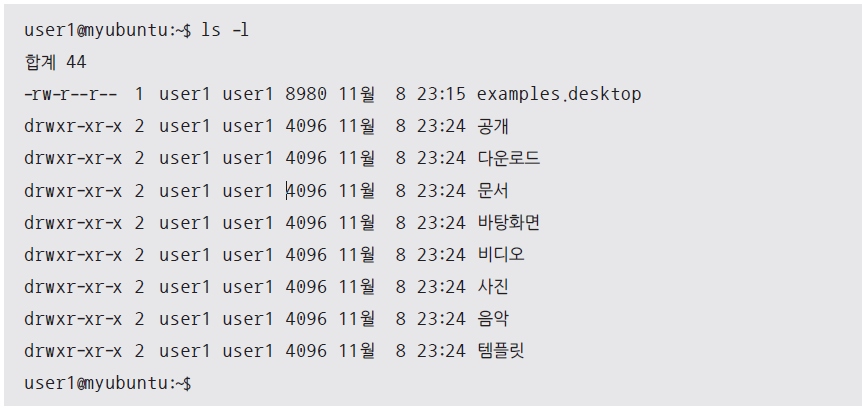 user1@myubuntu:~$ ls -l
합계 44
-rw-r--r-- 1 user1 user1 8980 11월 8 23:15 examples.desktop
drwxr-xr-x 2 user1 user1 4096 11월 8 23:24 공개
drwxr-xr-x 2 user1 user1 4096 11월 8 23:24 다운로드
drwxr-xr-x 2 user1 user1 4096 11월 8 23:24 문서
drwxr-xr-x 2 user1 user1 4096 11월 8 23:24 바탕화면
drwxr-xr-x 2 user1 user1 4096 11월 8 23:24 비디오
drwxr-xr-x 2 user1 user1 4096 11월 8 23:24 사진
drwxr-xr-x 2 user1 user1 4096 11월 8 23:24 음악
drwxr-xr-x 2 user1 user1 4096 11월 8 23:24 템플릿
user1@myubuntu:~$